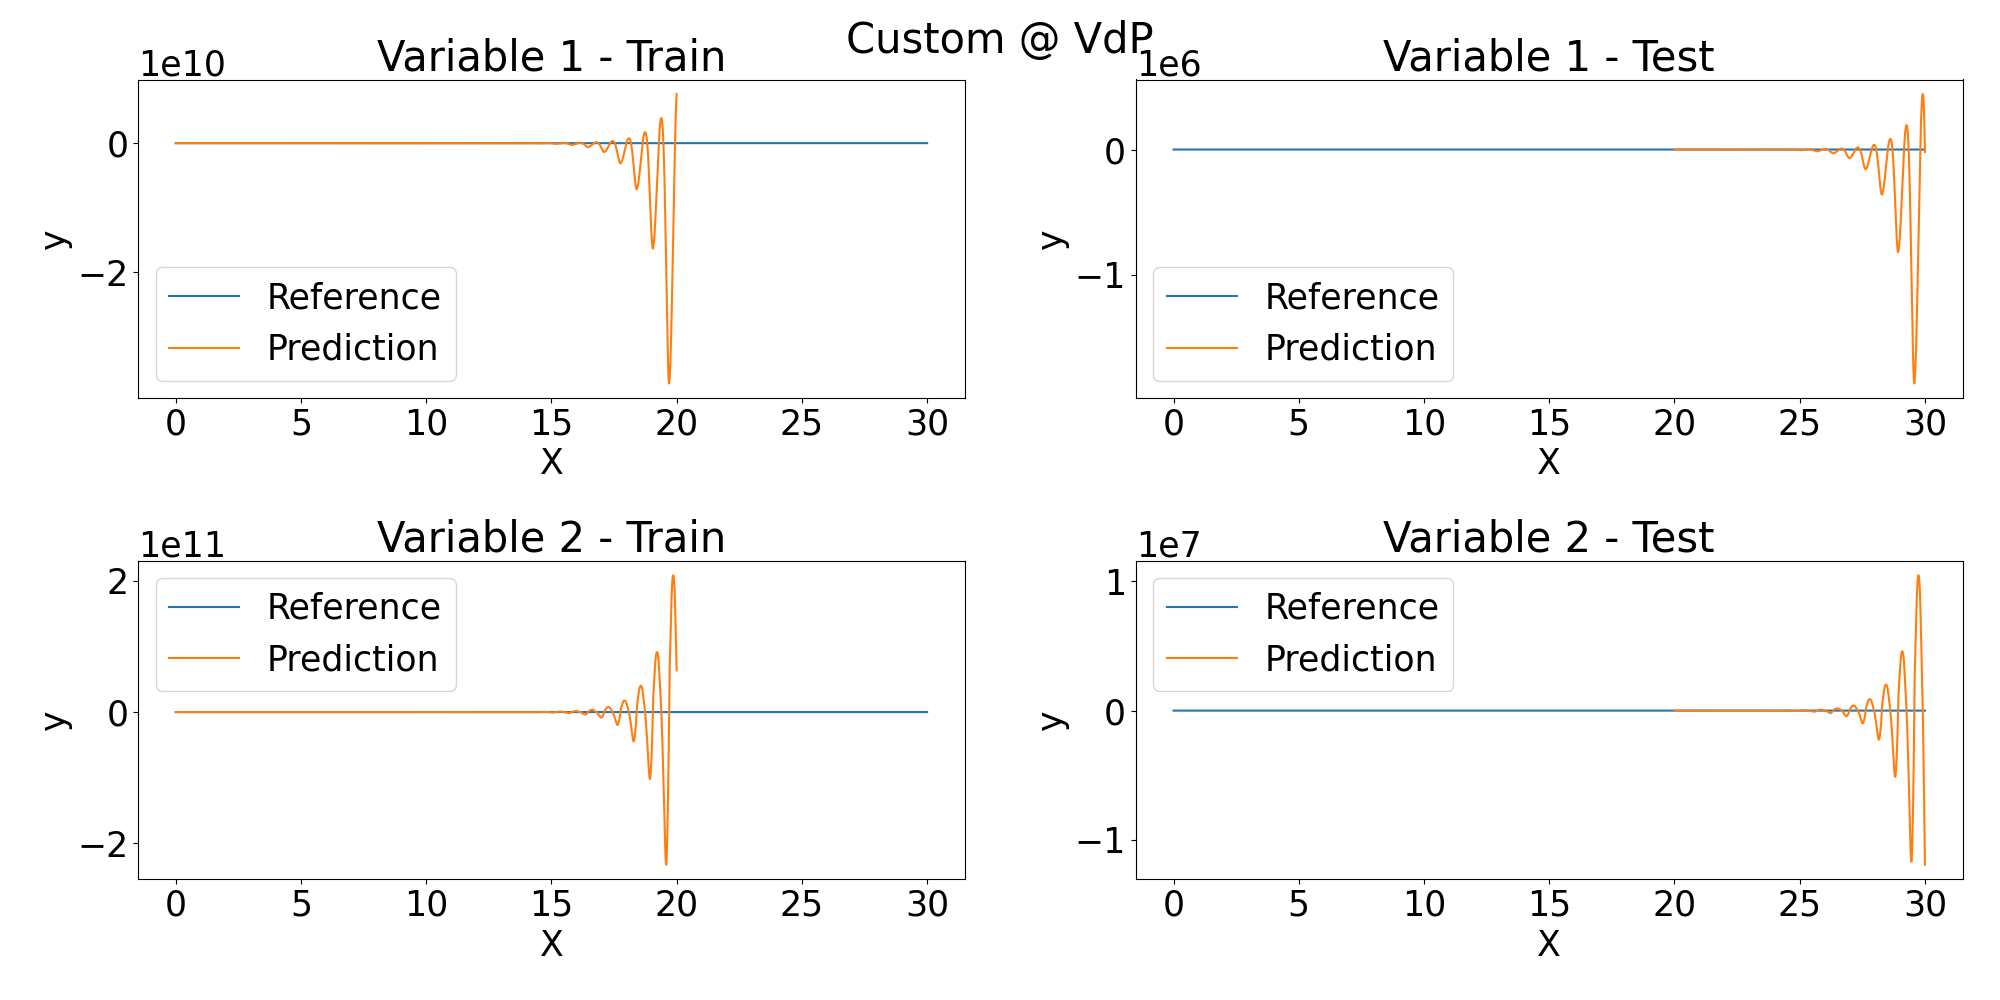 Custom @ VdP
Variable 1 - Train
1e10
0
−2
y
Reference
Prediction
0 5 10 15 20 25 30
X
Variable 1 - Test
1e6
0
−1
y
Reference
Prediction
0 5 10 15 20 25 30
X
Variable 2 - Train
1e11
2
0
−2
y
Reference
Prediction
0 5 10 15 20 25 30
X
Variable 2 - Test
1e7
1
0
−1
y
Reference
Prediction
0 5 10 15 20 25 30
X